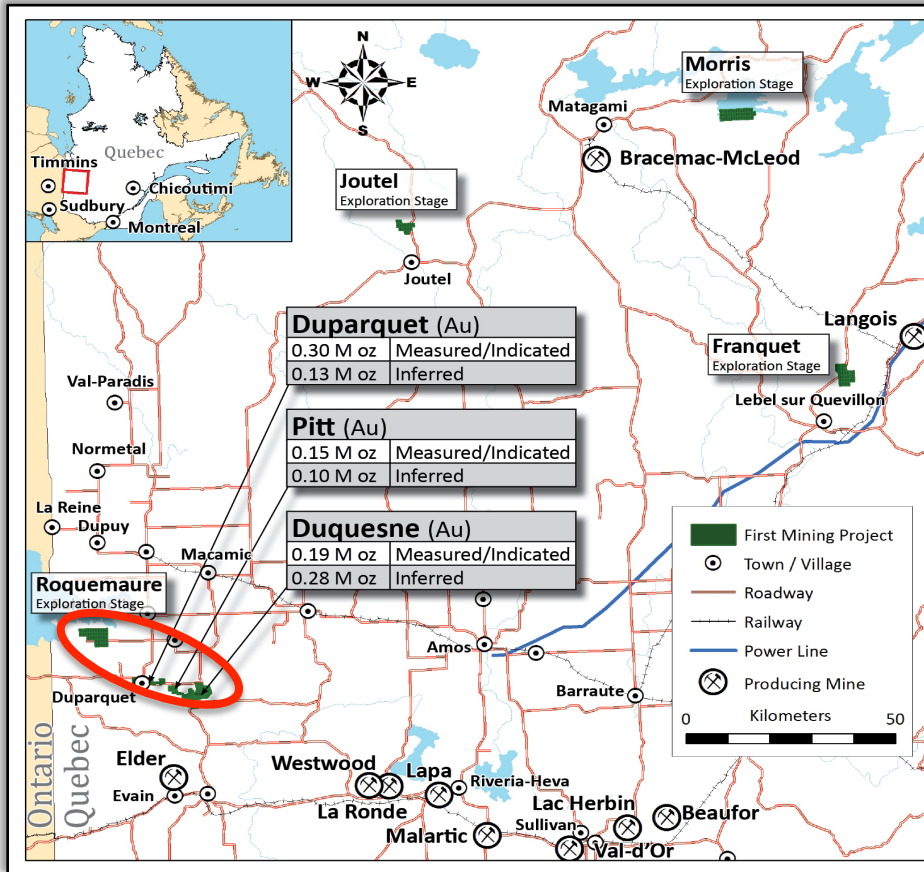 Quebec
Timmins
Chicoutimi
Sudbury
Montreal
N
W
E
S
Morris
Exploration Stage
Matagami
Bracemac-McLeod
Joutel
Exploration Stage
Joutel
Duparquet (Au)
0.30 M oz Measured/Indicated
0.13 M oz Inferred
Langois
Franquet
Exploration Stage
Val-Paradis
Lebel sur Quevillon
Pitt (Au)
0.15 M oz Measured/Indicated
0.10 M oz Inferred
Normetal
La Reine
Dupuy
Duquesne (Au)
0.19 M oz Measured/Indicated
0.28 M oz Inferred
Macamic
Roquemaure
Exploration Stage
First Mining Project
Town / Village
Roadway
Railway
Power Line
Producing Mine
Kilometers
0 50
Amos
Barraute
Duparquet
Ontario
Quebec
Elder
Evain
Westwood
La Ronde
Lapa
Riveria-Heva
Malartic
Lac Herbin
Sullivan
Beaufor
Val-d'Or